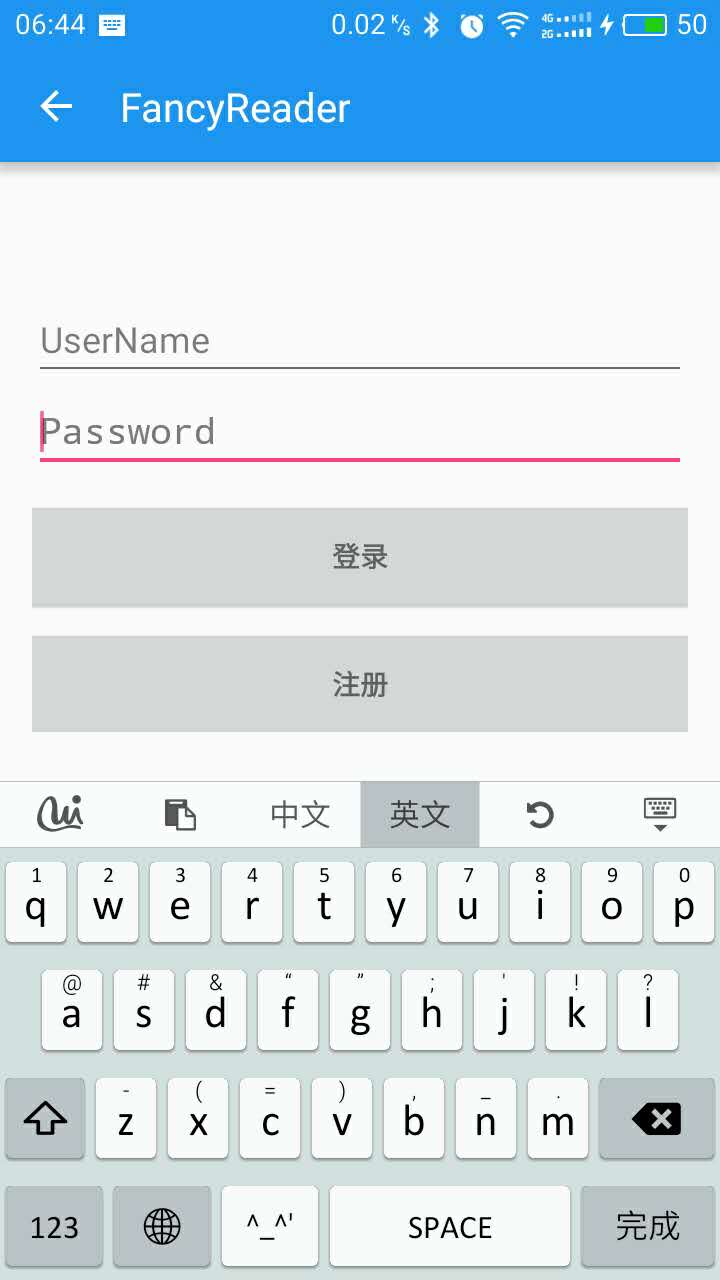 06:44 0.02 K/s 4G 2G 50
FancyReader
UserName
Password
登录
注册
中文 英文
1 2 3 4 5 6 7 8 9 0
q w e r t y u i o p
@ # & “ ” ; ' ! ?
a s d f g h j k l
- ( = ) , _ .
z x c v b n m
123 ^_^' SPACE 完成